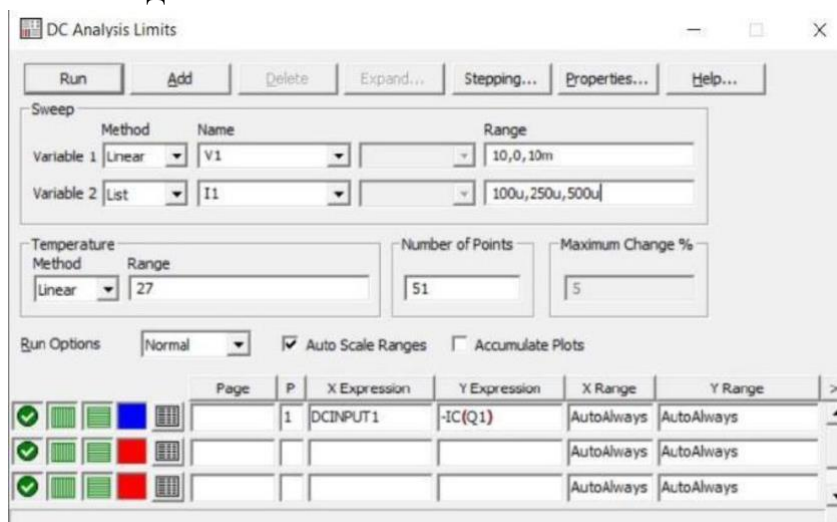 DC Analysis Limits
Run Add Delete Expand... Stepping... Properties... Help...
Sweep
Method Name Range
Variable 1 Linear V1 10,0,10m
Variable 2 List I1 100u,250u,500u
Temperature Number of Points Maximum Change %
Method Range
Linear 27 51 5
Run Options Normal Auto Scale Ranges Accumulate Plots
Page P X Expression Y Expression X Range Y Range >
1 DCINPUT1 -IC(Q1) AutoAlways AutoAlways
AutoAlways AutoAlways
AutoAlways AutoAlways